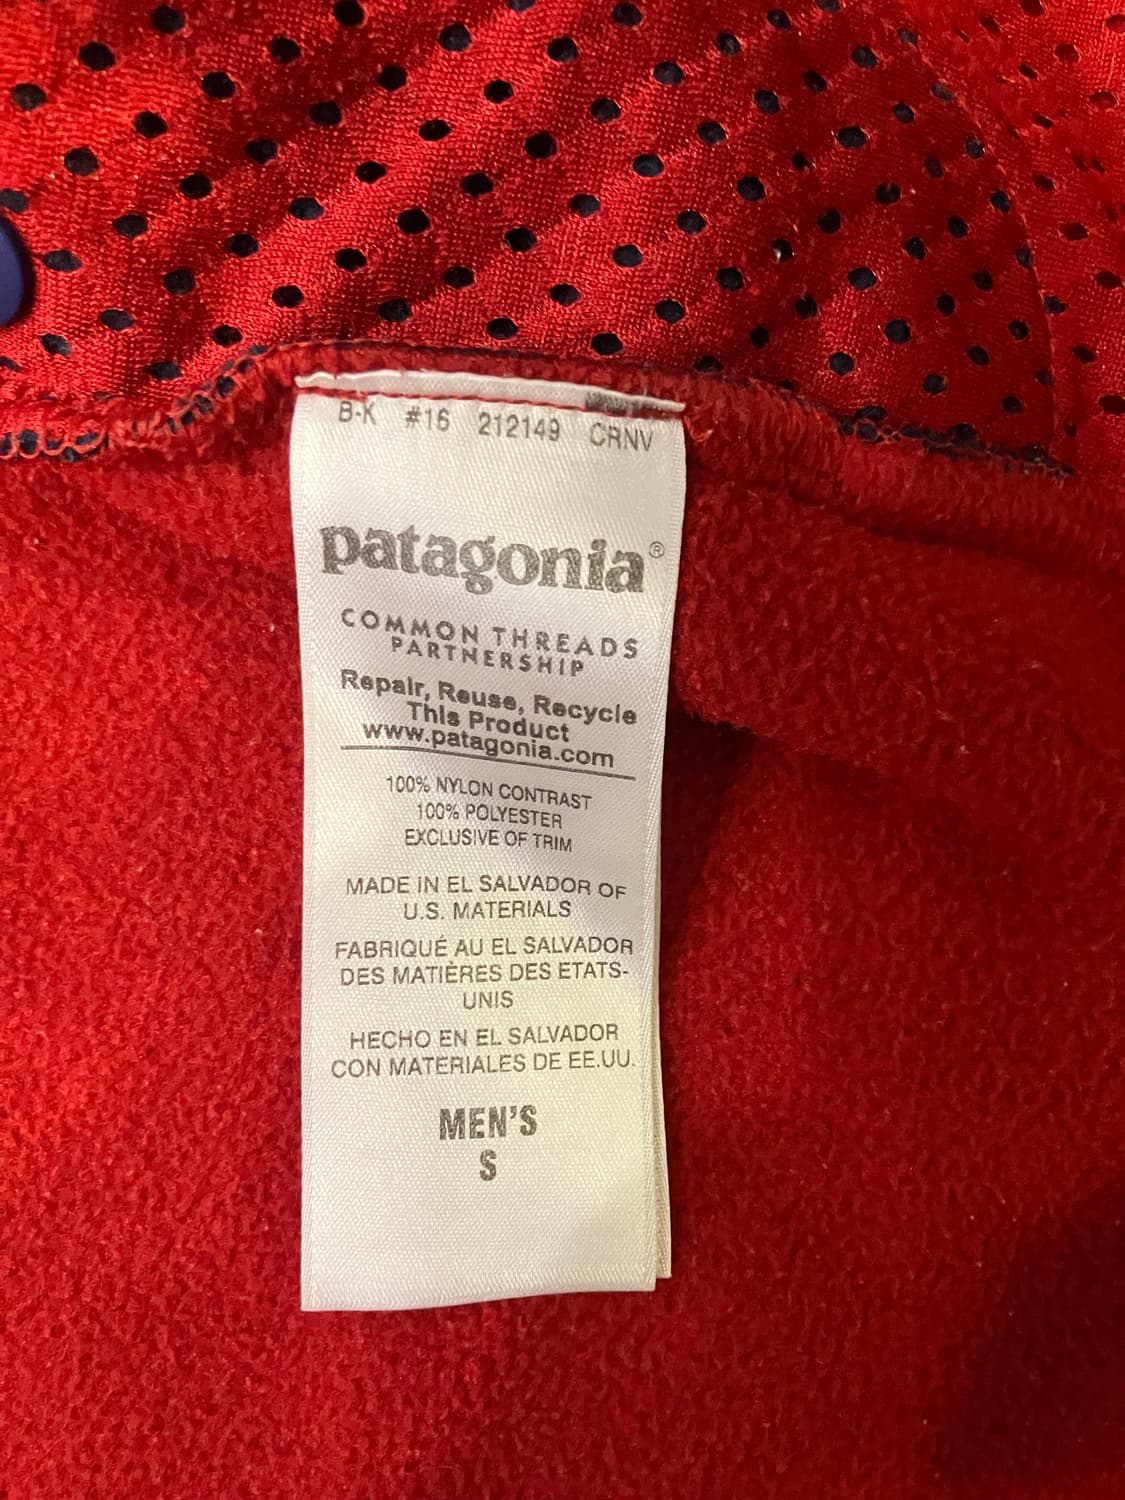 B-K #16 212149 CRNV
patagonia®
COMMON THREADS
PARTNERSHIP
Repair, Reuse, Recycle
This Product
www.patagonia.com
100% NYLON CONTRAST
100% POLYESTER
EXCLUSIVE OF TRIM
MADE IN EL SALVADOR OF
U.S. MATERIALS
FABRIQUÉ AU EL SALVADOR
DES MATIÈRES DES ETATS-
UNIS
HECHO EN EL SALVADOR
CON MATERIALES DE EE.UU.
MEN'S
S